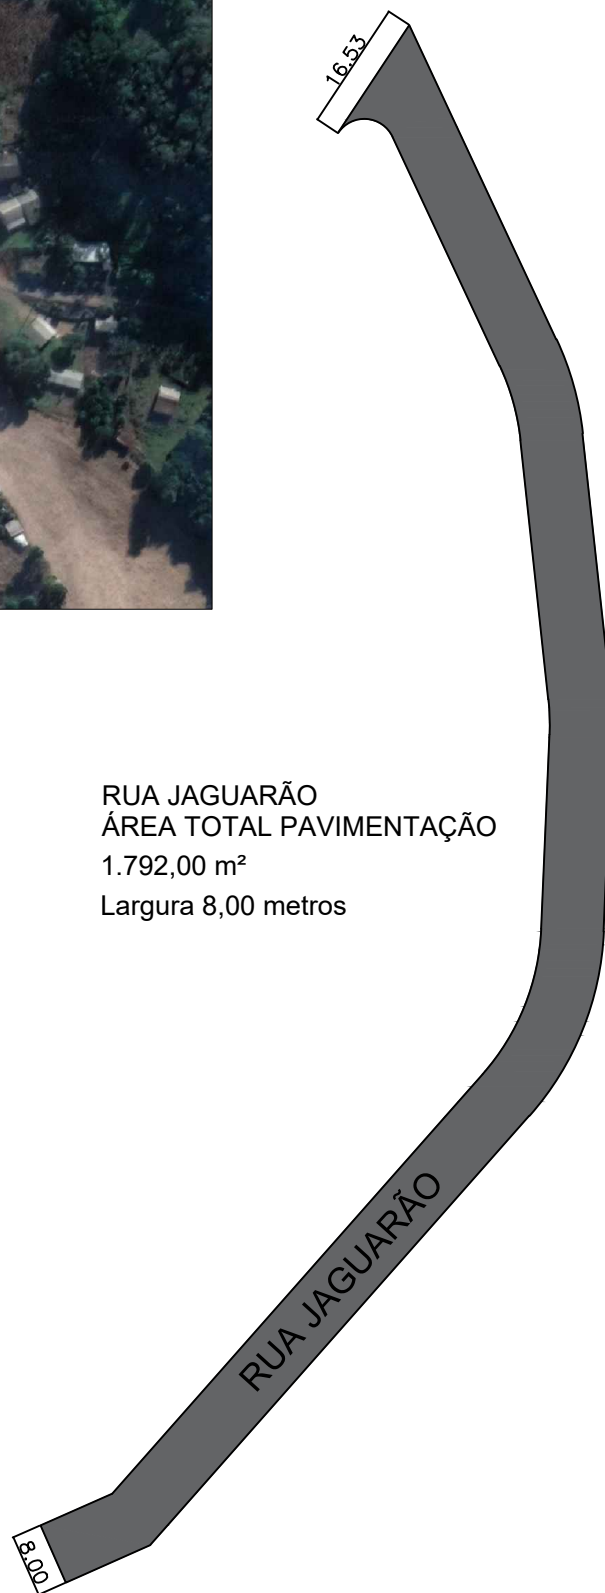 16.53
RUA JAGUARÃO
ÁREA TOTAL PAVIMENTAÇÃO
1.792,00 m²
Largura 8,00 metros
RUA JAGUARÃO
8.00